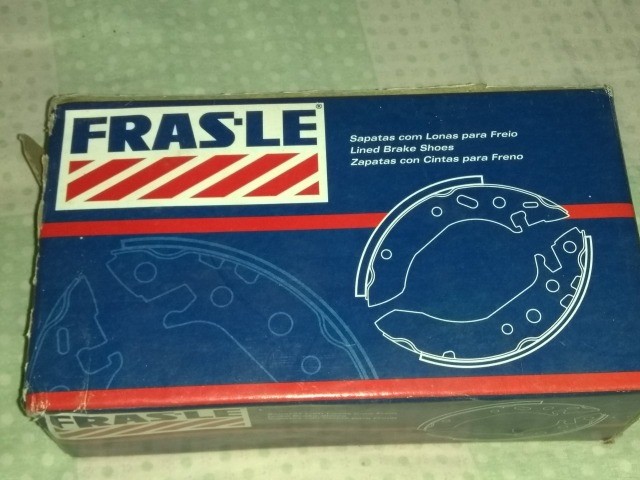 FRAS-LE®
Sapatas com Lonas para Freio
Lined Brake Shoes
Zapatas con Cintas para Freno
FRAS-LE